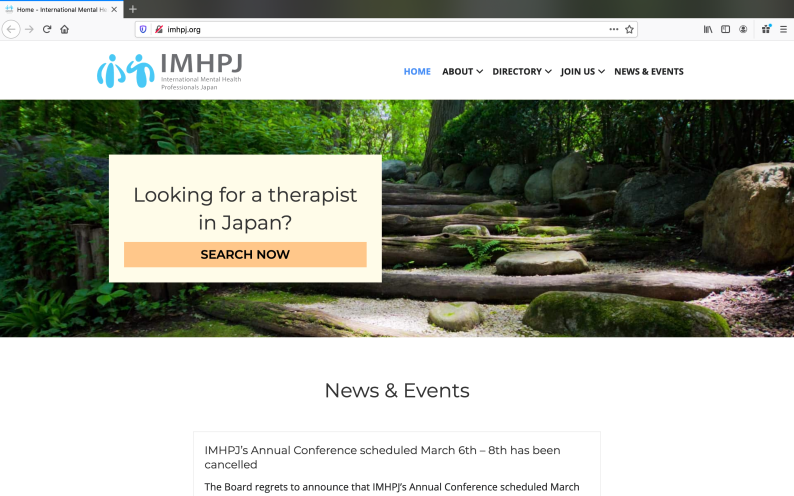 Home - International Mental He
imhpj.org
IMHPJ
International Mental Health
Professionals Japan
HOME ABOUT DIRECTORY JOIN US NEWS & EVENTS
Looking for a therapist
in Japan?
SEARCH NOW
News & Events
IMHPJ's Annual Conference scheduled March 6th – 8th has been
cancelled
The Board regrets to announce that IMHPJ's Annual Conference scheduled March